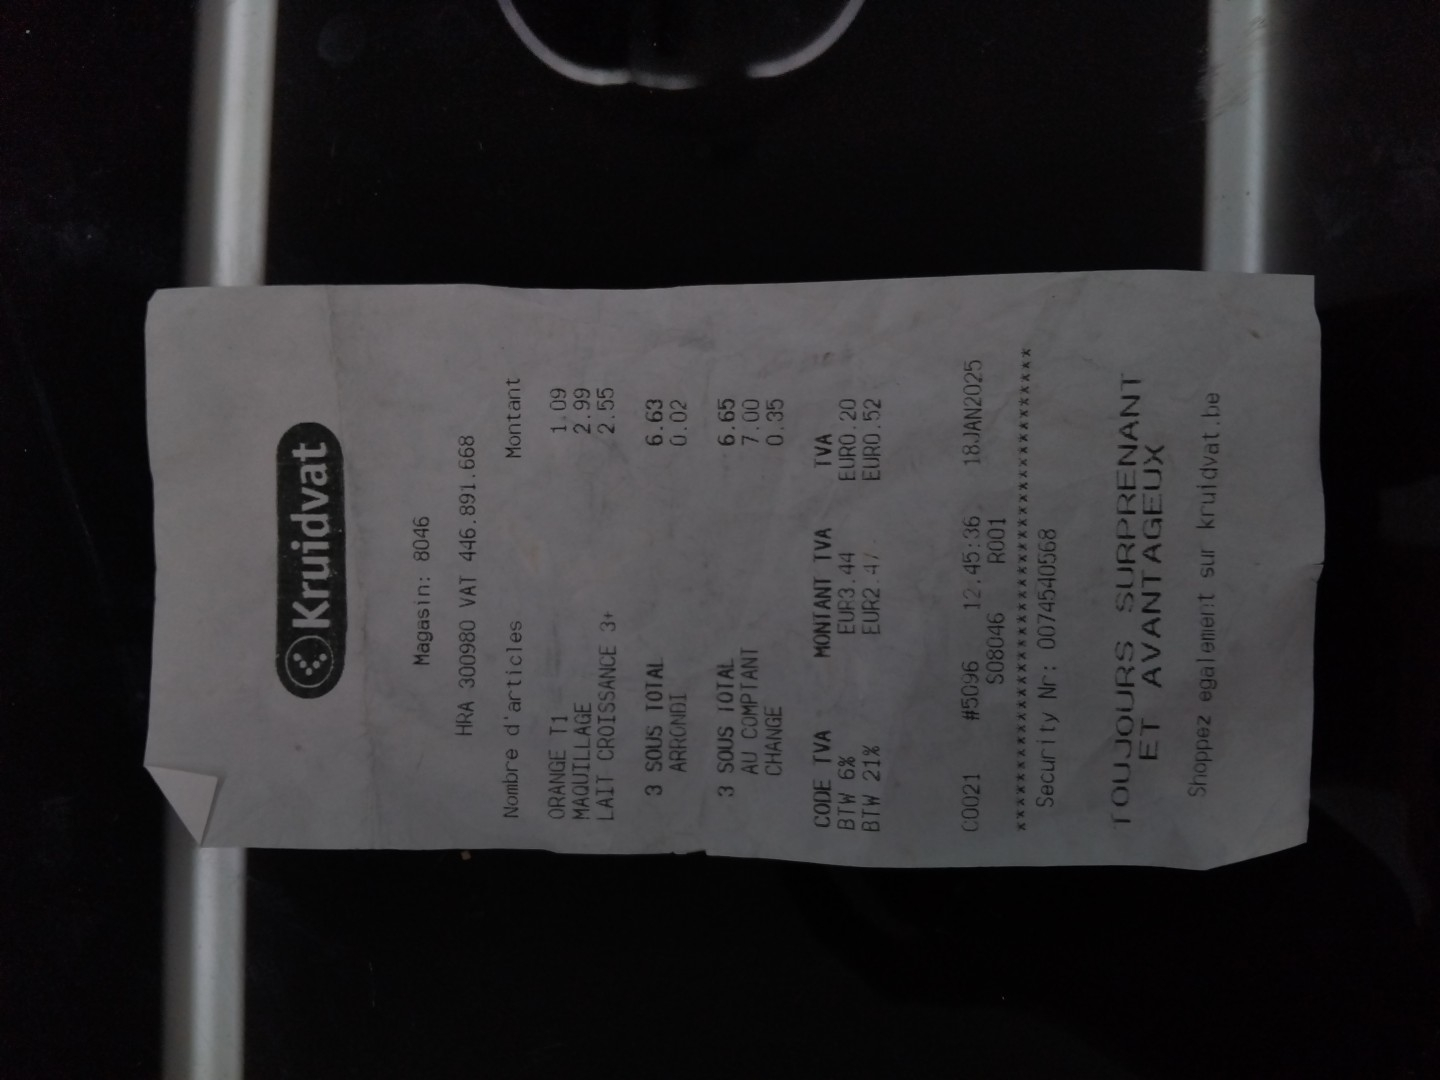 Kruidvat
Magasin: 8046
HRA 300980 VAT 446.891.668
Nombre d'articles Montant
ORANGE T1 1.09
MAQUILLAGE 2.99
LAIT CROISSANCE 3+ 2.55
3 SOUS TOTAL 6.63
ARRONDI 0.02
3 SOUS TOTAL 6.65
AU COMPTANT 7.00
CHANGE 0.35
CODE TVA MONTANT TVA TVA
BTW 6% EUR3.44 EUR0.20
BTW 21% EUR2.47 EUR0.52
C0021 #5096 12.45:36 18JAN2025
S08046 R001
****************************************
Security Nr: 0074540568
TOUJOURS SURPRENANT
ET AVANTAGEUX
Shoppez egalement sur kruidvat.be